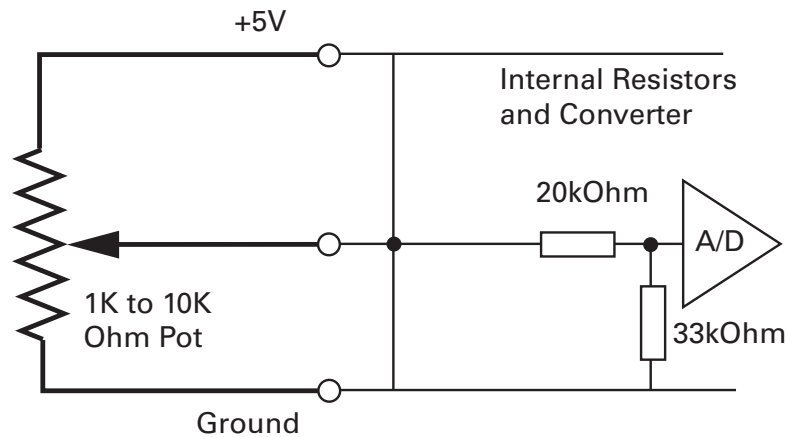 +5V
Internal Resistors
and Converter
20kOhm
A/D
1K to 10K
Ohm Pot
33kOhm
Ground